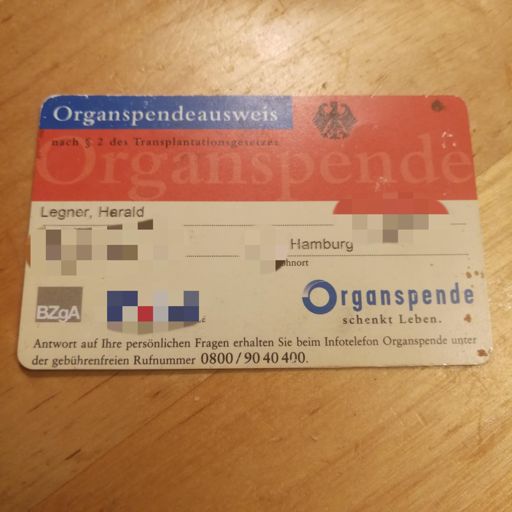 Organspendeausweis
nach § 2 des Transplantationsgesetzes
Organspende
Legner, Herald
Hamburg
ohnort
BZgA
Organspende
schenkt Leben.
Antwort auf Ihre persönlichen Fragen erhalten Sie beim Infotelefon Organspende unter
der gebührenfreien Rufnummer 0800 / 90 40 400.